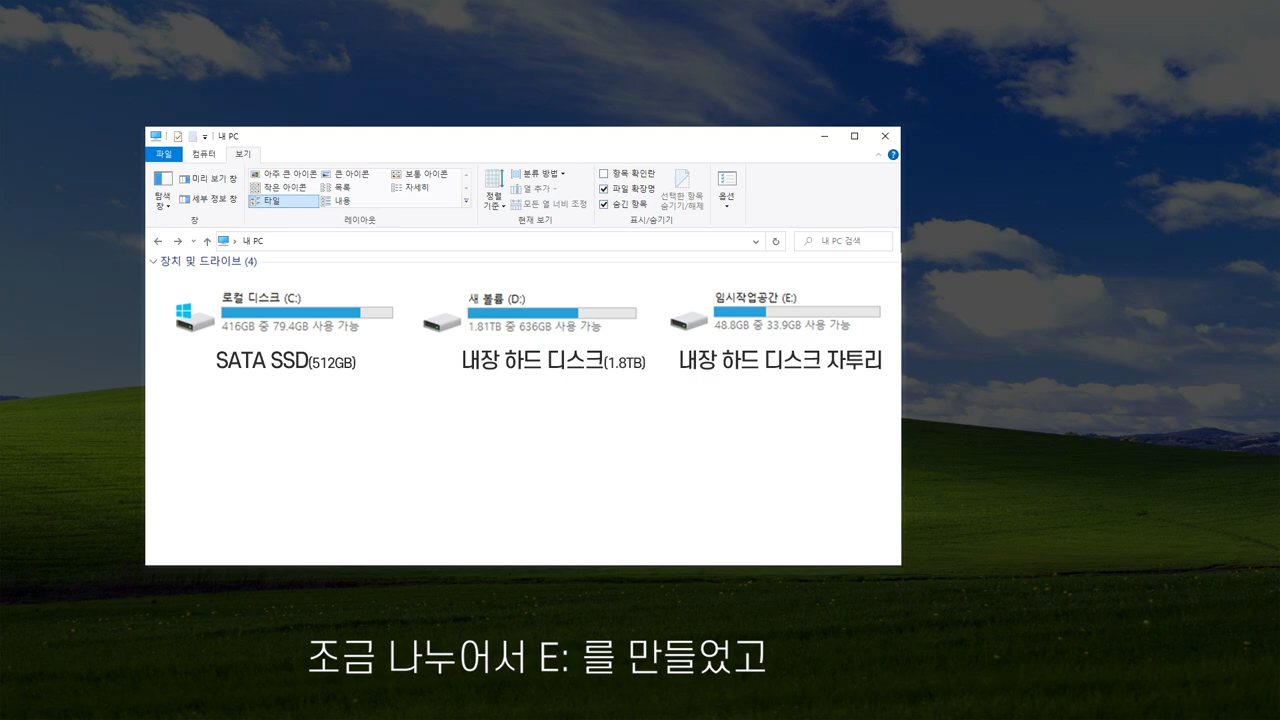 내 PC
파일 컴퓨터 보기
탐색 창 미리 보기 창 세부 정보 창
아주 큰 아이콘 큰 아이콘 보통 아이콘
작은 아이콘 목록 자세히
타일 내용
정렬 기준 분류 방법 열 추가 모든 열 너비 조정
항목 확인란
파일 확장명
숨긴 항목
선택한 항목 숨기기/해제
옵션
창 레이아웃 현재 보기 표시/숨기기
내 PC 내 PC 검색
장치 및 드라이브 (4)
로컬 디스크 (C:)
416GB 중 79.4GB 사용 가능
SATA SSD(512GB)
새 볼륨 (D:)
1.81TB 중 636GB 사용 가능
내장 하드 디스크(1.8TB)
임시작업공간 (E:)
48.8GB 중 33.9GB 사용 가능
내장 하드 디스크 자투리
조금 나누어서 E: 를 만들었고